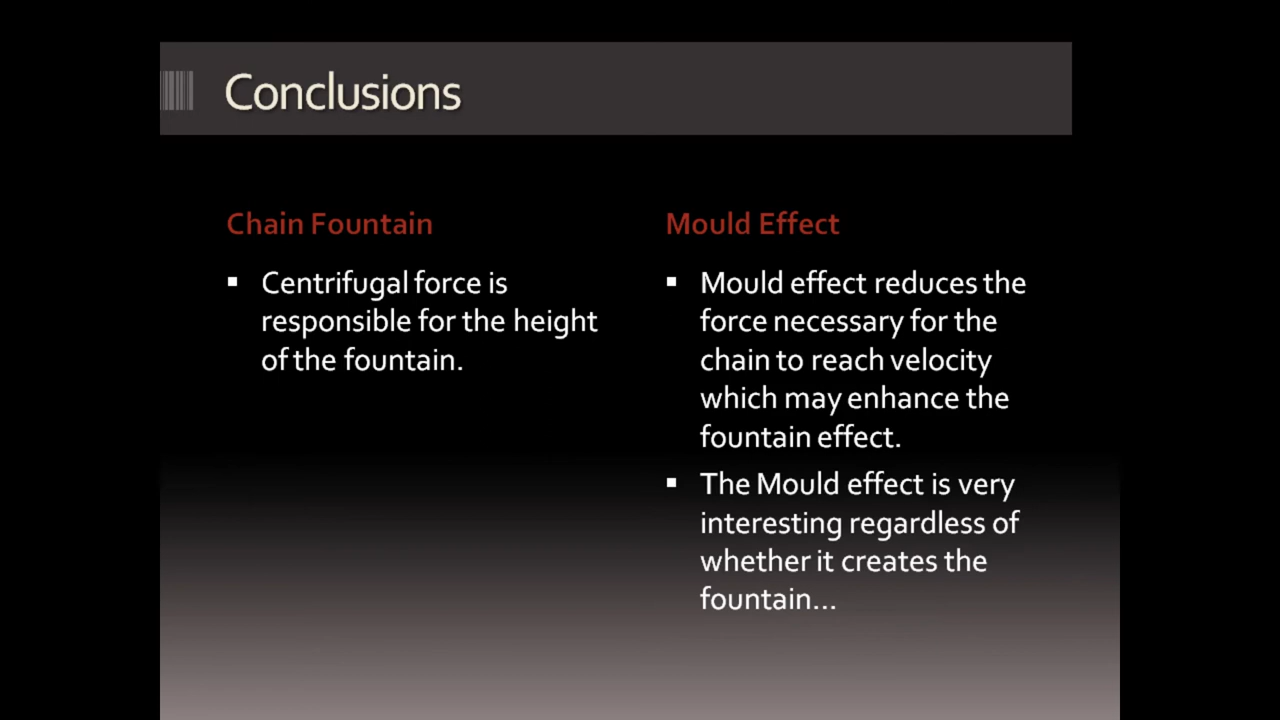 Conclusions
Chain Fountain
Centrifugal force is
responsible for the height
of the fountain.
Mould Effect
Mould effect reduces the
force necessary for the
chain to reach velocity
which may enhance the
fountain effect.
The Mould effect is very
interesting regardless of
whether it creates the
fountain...